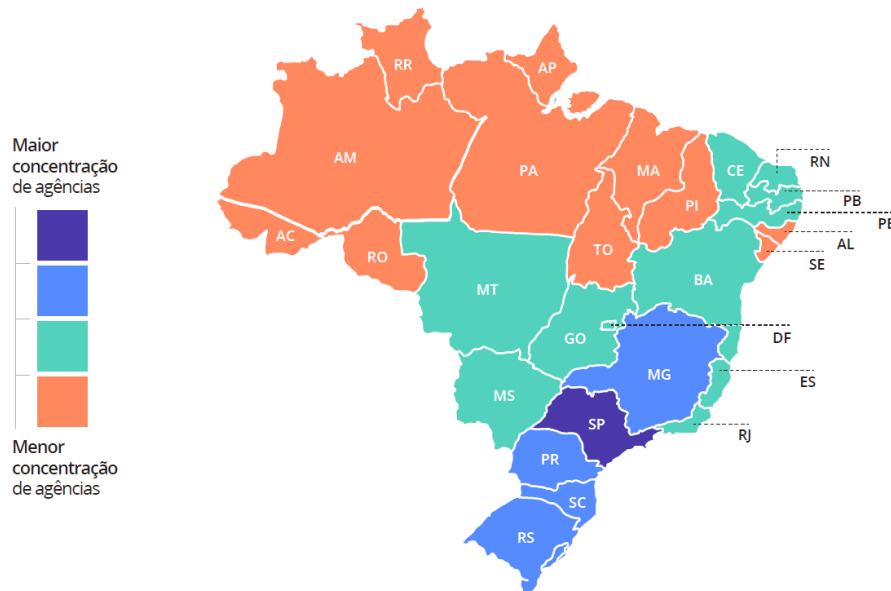 Maior
concentração
de agências
Menor
concentração
de agências
RR
AP
AM
PA
MA
CE
RN
PB
PI
PE
AC
RO
TO
AL
SE
MT
BA
GO
DF
MG
ES
MS
SP
RJ
PR
SC
RS